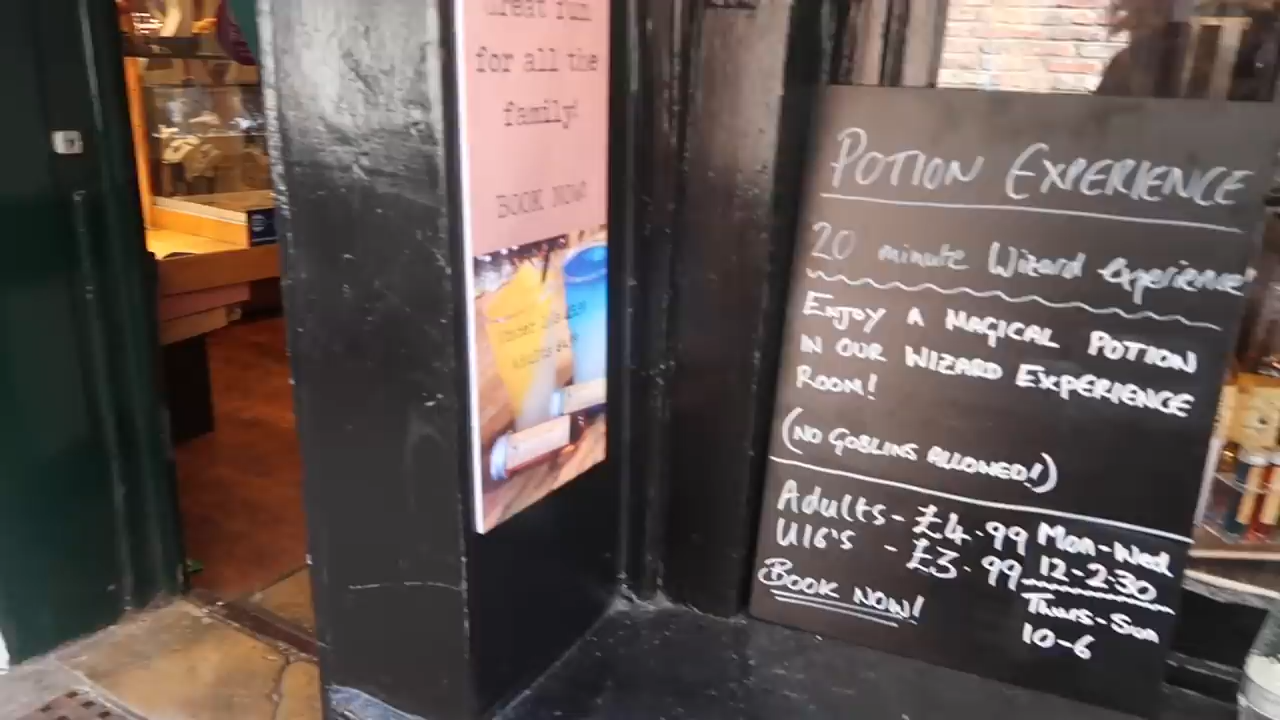 Great fun
for all the
family!
BOOK NOW!
POTION EXPERIENCE
20 minute Wizard experience!
ENJOY A MAGICAL POTION
IN OUR WIZARD EXPERIENCE
ROOM!
(NO GOBLINS ALLOWED!)
Adults - £4.99
U16's - £3.99
BOOK NOW!
Mon-Wed
12-2:30
Thurs-Sun
10-6